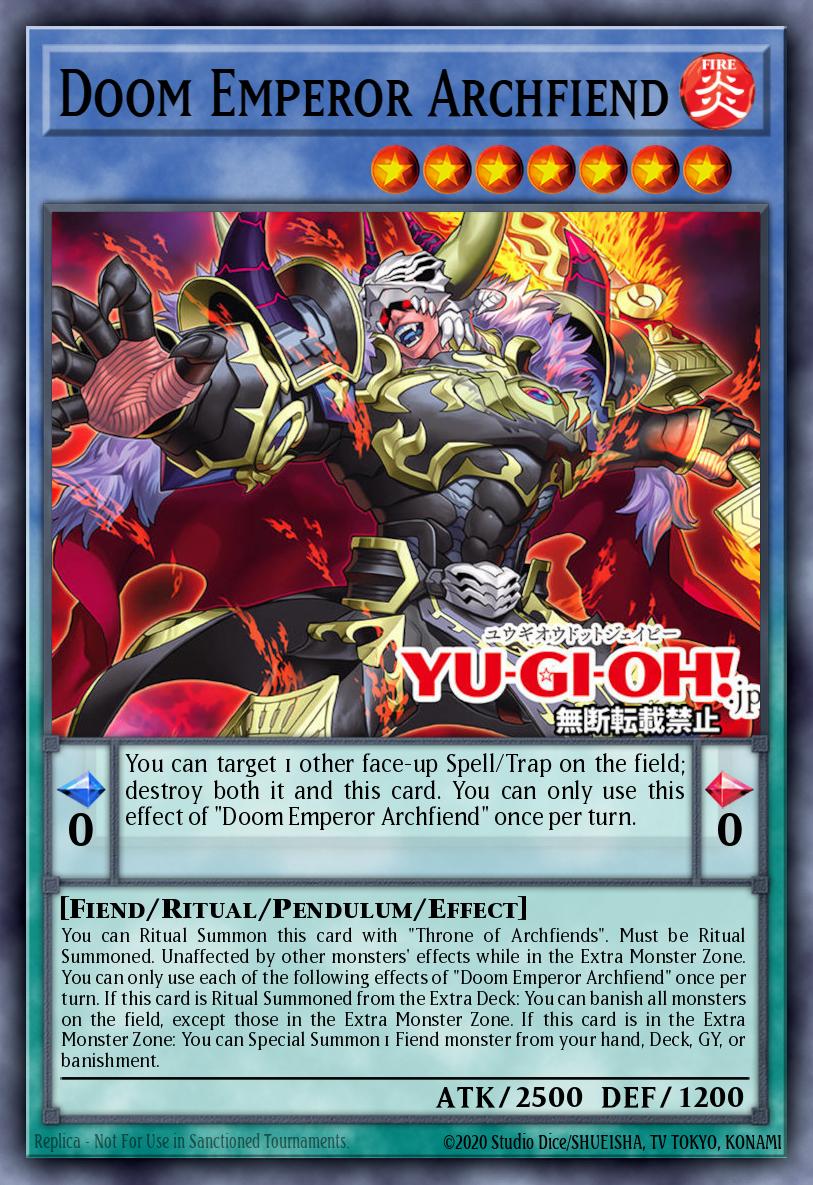 Doom Emperor Archfiend
FIRE
炎
ユウギオウドットジェイピー
YU-GI-OH!.jp
無断転載禁止
You can target 1 other face-up Spell/Trap on the field;
destroy both it and this card. You can only use this
effect of "Doom Emperor Archfiend" once per turn.
0
0
[Fiend/Ritual/Pendulum/Effect]
You can Ritual Summon this card with "Throne of Archfiends". Must be Ritual
Summoned. Unaffected by other monsters' effects while in the Extra Monster Zone.
You can only use each of the following effects of "Doom Emperor Archfiend" once per
turn. If this card is Ritual Summoned from the Extra Deck: You can banish all monsters
on the field, except those in the Extra Monster Zone. If this card is in the Extra
Monster Zone: You can Special Summon 1 Fiend monster from your hand, Deck, GY, or
banishment.
ATK/2500 DEF/1200
Replica - Not For Use in Sanctioned Tournaments.
©2020 Studio Dice/SHUEISHA, TV TOKYO, KONAMI